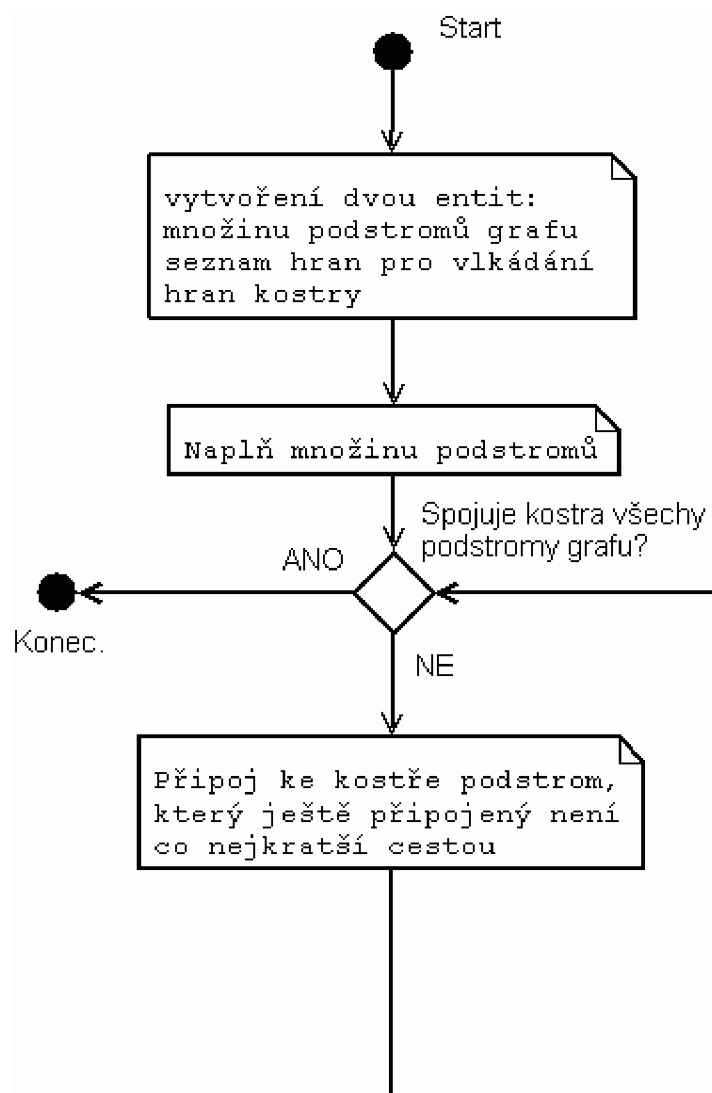 Start
vytvoření dvou entit:
množinu podstromů grafu
seznam hran pro vlkádání
hran kostry
Naplň množinu podstromů
Spojuje kostra všechy
podstromy grafu?
ANO
Konec.
NE
Připoj ke kostře podstrom,
který ještě připojený není
co nejkratší cestou